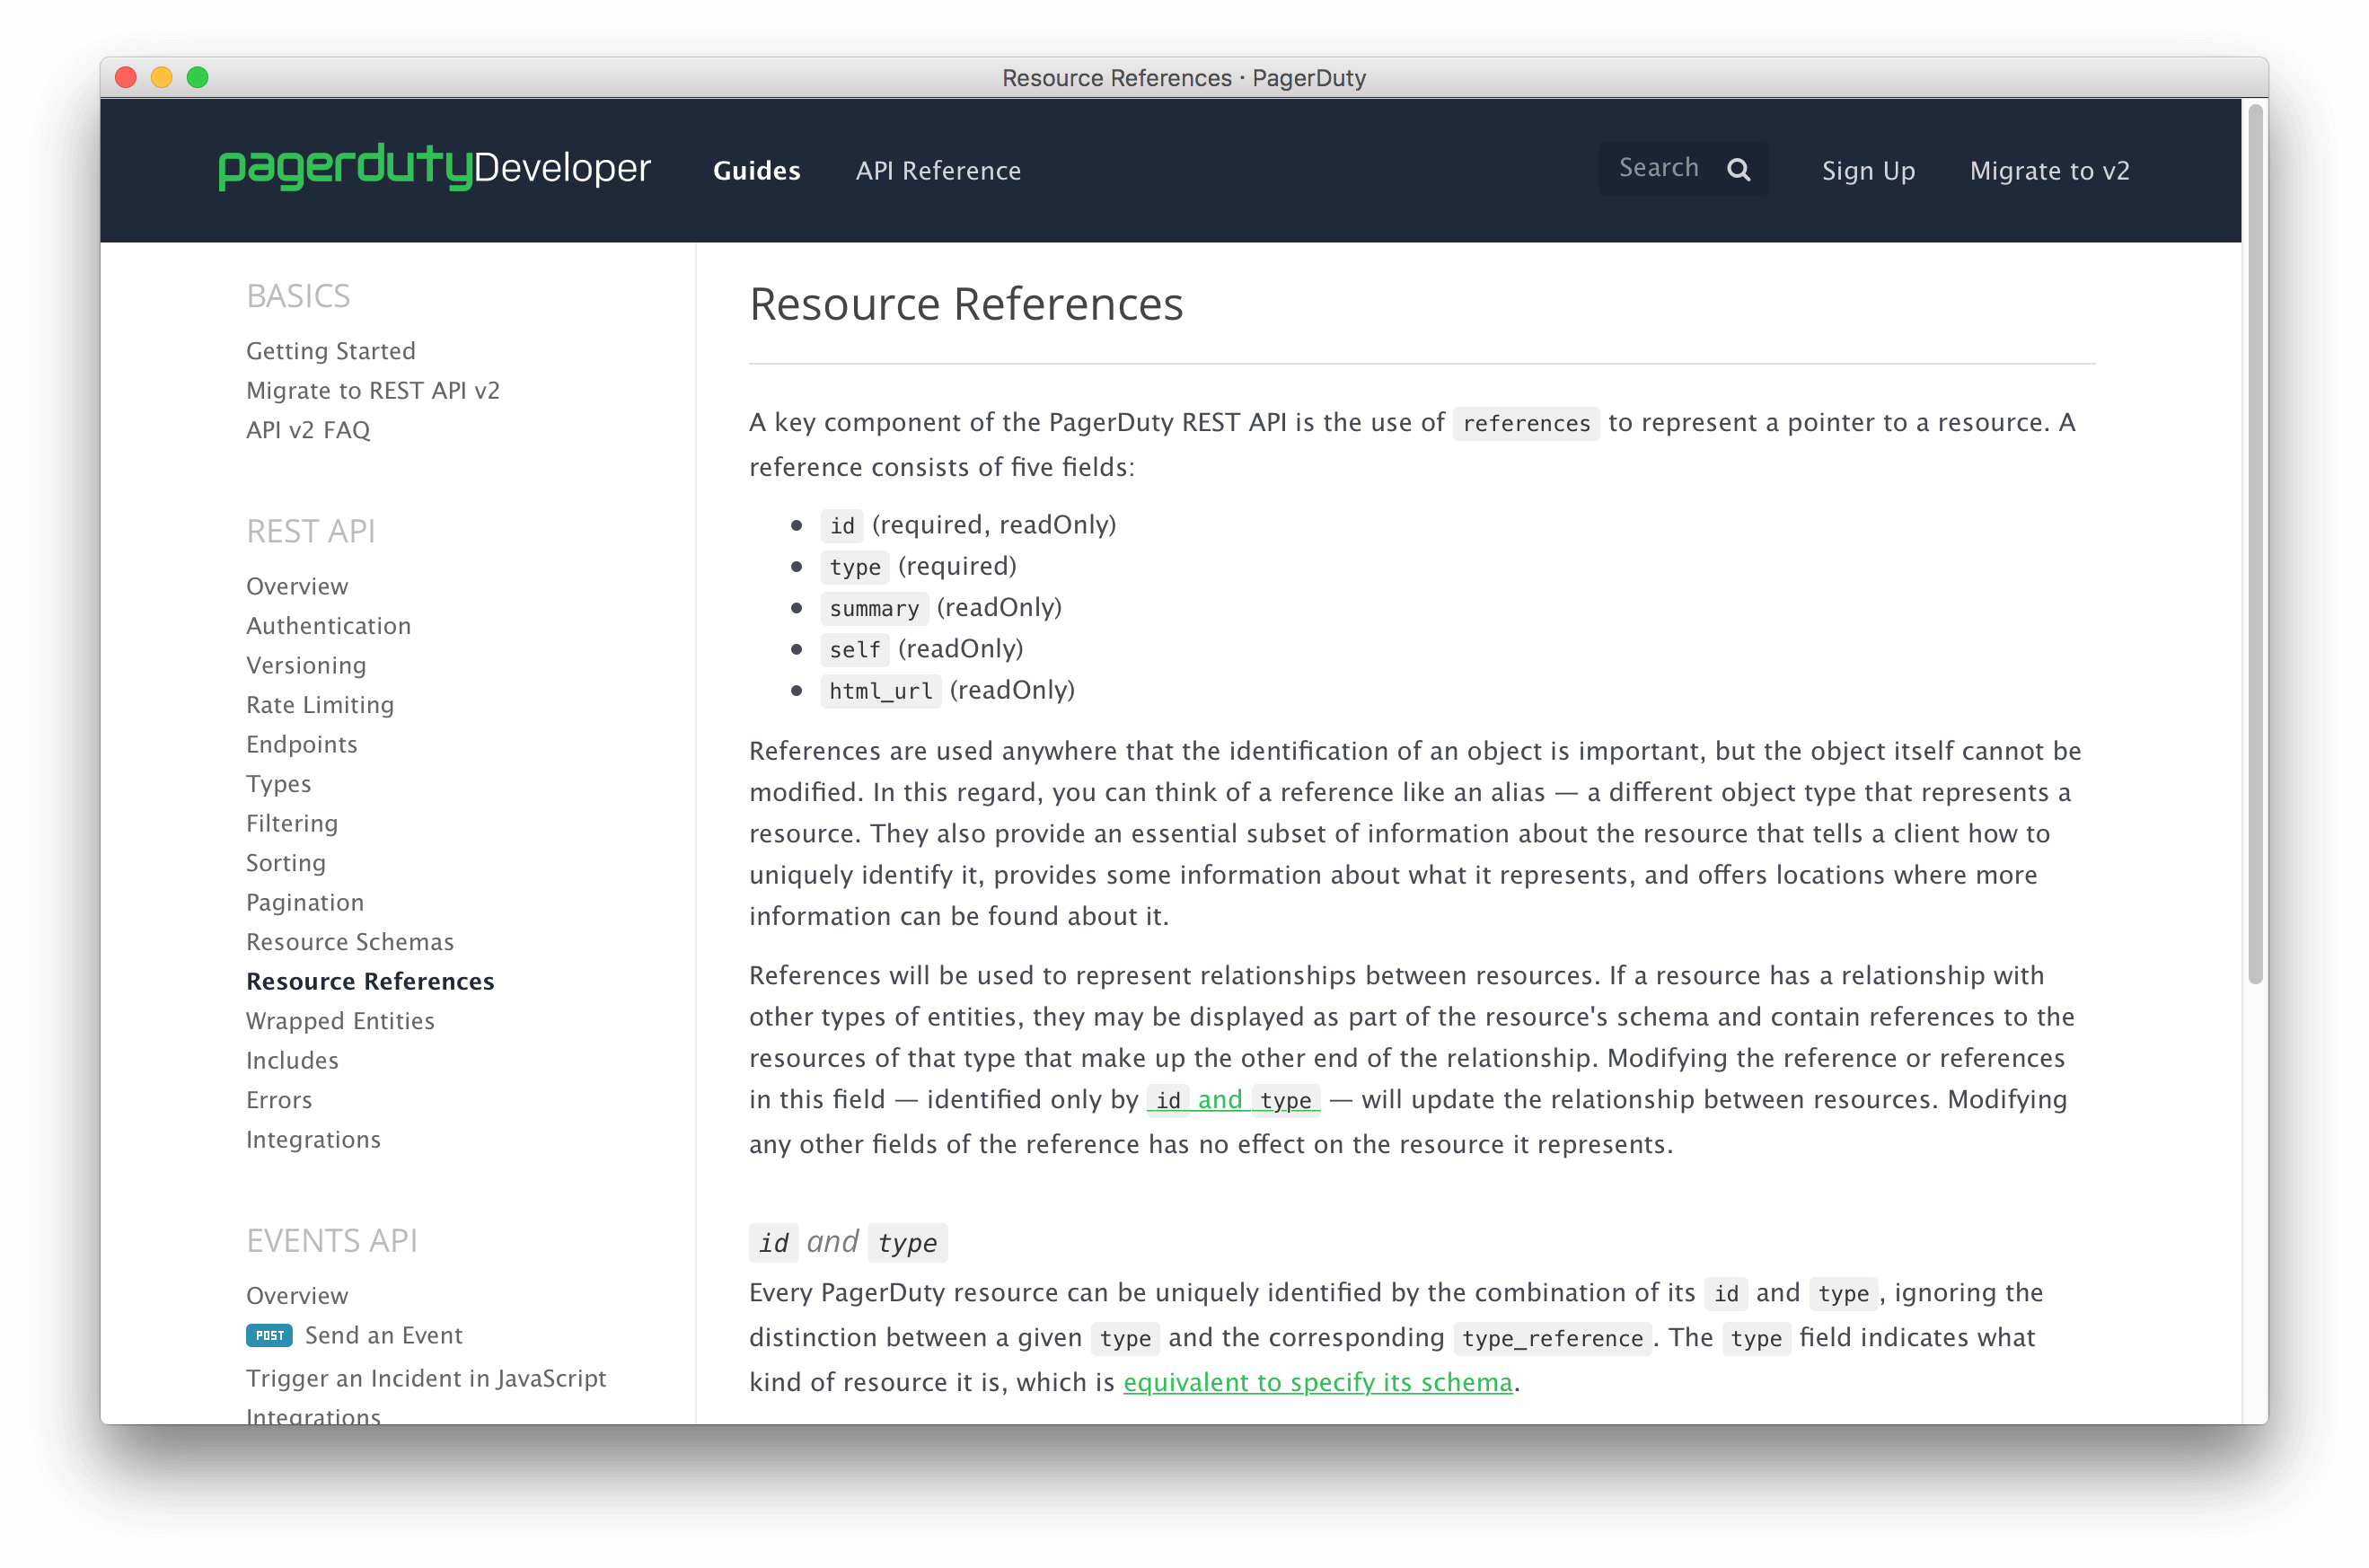 Resource References · PagerDuty
pagerdutyDeveloper
Guides
API Reference
Search
Sign Up
Migrate to v2
BASICS
Getting Started
Migrate to REST API v2
API v2 FAQ
REST API
Overview
Authentication
Versioning
Rate Limiting
Endpoints
Types
Filtering
Sorting
Pagination
Resource Schemas
Resource References
Wrapped Entities
Includes
Errors
Integrations
EVENTS API
Overview
POST Send an Event
Trigger an Incident in JavaScript
Integrations
Resource References
A key component of the PagerDuty REST API is the use of references to represent a pointer to a resource. A
reference consists of five fields:
• id (required, readOnly)
• type (required)
• summary (readOnly)
• self (readOnly)
• html_url (readOnly)
References are used anywhere that the identification of an object is important, but the object itself cannot be
modified. In this regard, you can think of a reference like an alias — a different object type that represents a
resource. They also provide an essential subset of information about the resource that tells a client how to
uniquely identify it, provides some information about what it represents, and offers locations where more
information can be found about it.
References will be used to represent relationships between resources. If a resource has a relationship with
other types of entities, they may be displayed as part of the resource's schema and contain references to the
resources of that type that make up the other end of the relationship. Modifying the reference or references
in this field — identified only by id and type — will update the relationship between resources. Modifying
any other fields of the reference has no effect on the resource it represents.
id and type
Every PagerDuty resource can be uniquely identified by the combination of its id and type, ignoring the
distinction between a given type and the corresponding type_reference. The type field indicates what
kind of resource it is, which is equivalent to specify its schema.